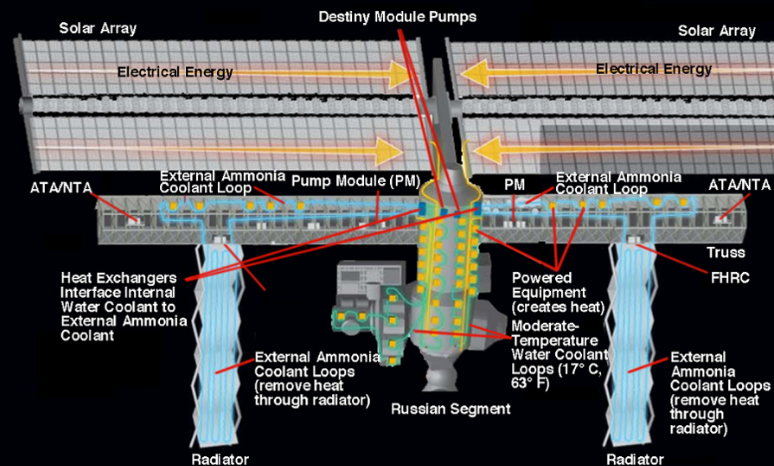 Destiny Module Pumps
Solar Array
Solar Array
Electrical Energy
Electrical Energy
ATA/NTA
External Ammonia
Coolant Loop
Pump Module (PM)
PM
External Ammonia
Coolant Loop
ATA/NTA
Truss
FHRC
Heat Exchangers
Interface Internal
Water Coolant to
External Ammonia
Coolant
Powered
Equipment
(creates heat)
Moderate-
Temperature
Water Coolant
Loops (17° C,
63° F)
External Ammonia
Coolant Loops
(remove heat
through radiator)
External
Ammonia
Coolant Loops
(remove heat
through
radiator)
Russian Segment
Radiator
Radiator